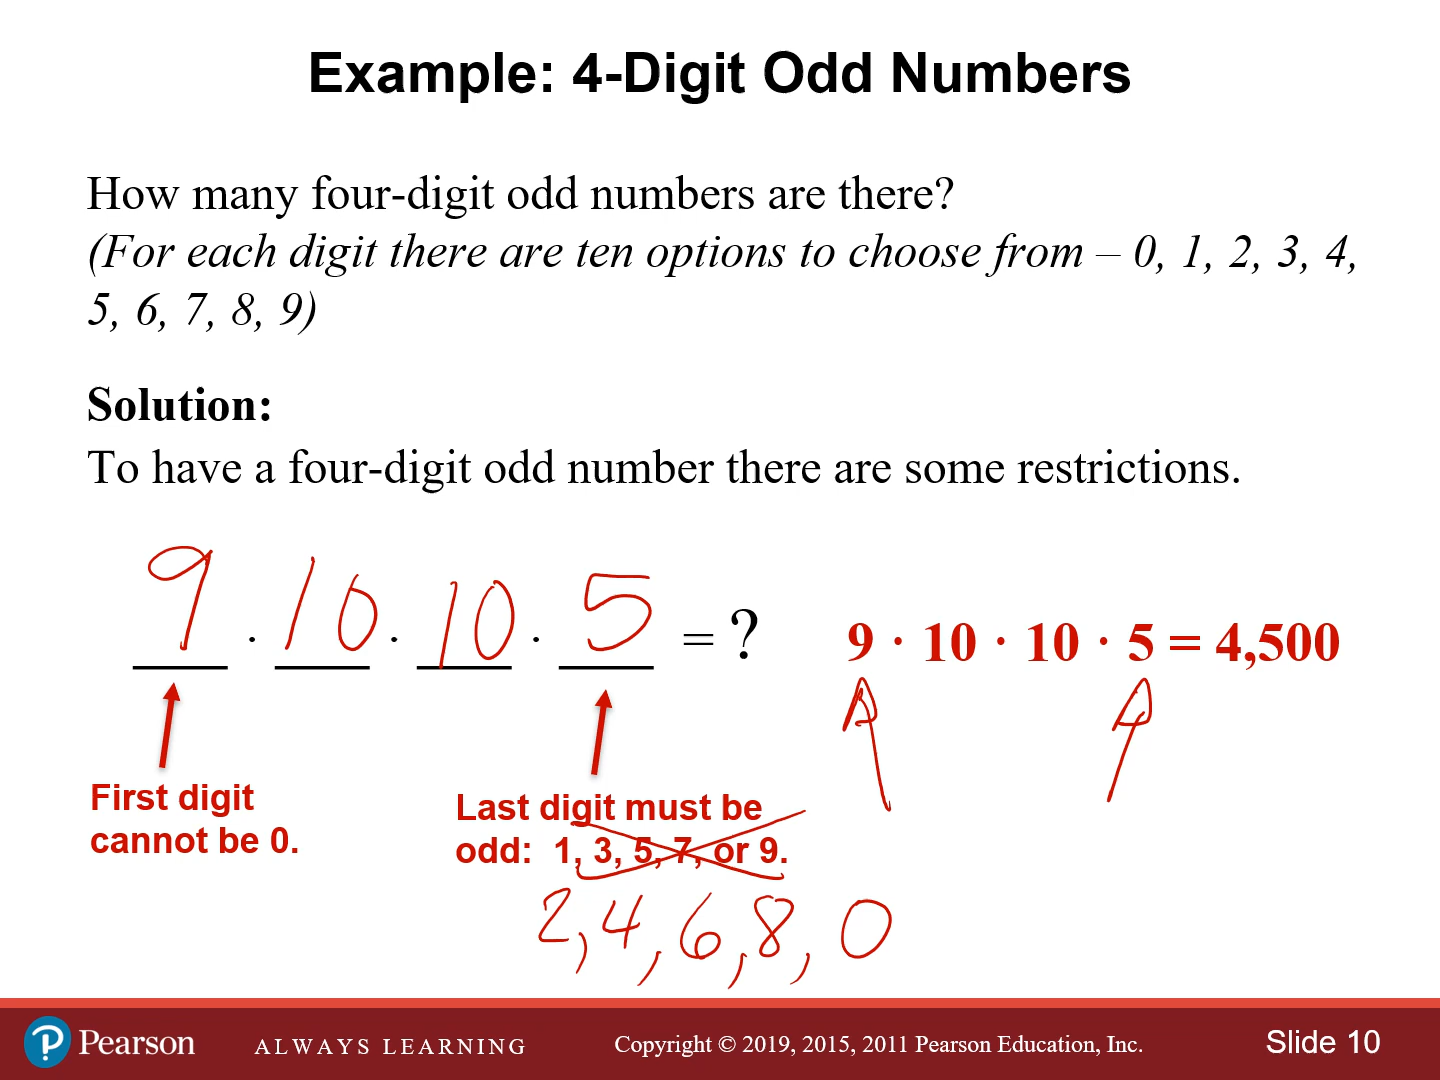 Example: 4-Digit Odd Numbers
How many four-digit odd numbers are there?
(For each digit there are ten options to choose from – 0, 1, 2, 3, 4,
5, 6, 7, 8, 9)
Solution:
To have a four-digit odd number there are some restrictions.
9 · 10 · 10 · 5 = ?
9 · 10 · 10 · 5 = 4,500
First digit
cannot be 0.
Last digit must be
odd: 1, 3, 5, 7, or 9.
2, 4, 6, 8, 0
Pearson
ALWAYS LEARNING
Copyright © 2019, 2015, 2011 Pearson Education, Inc.
Slide 10